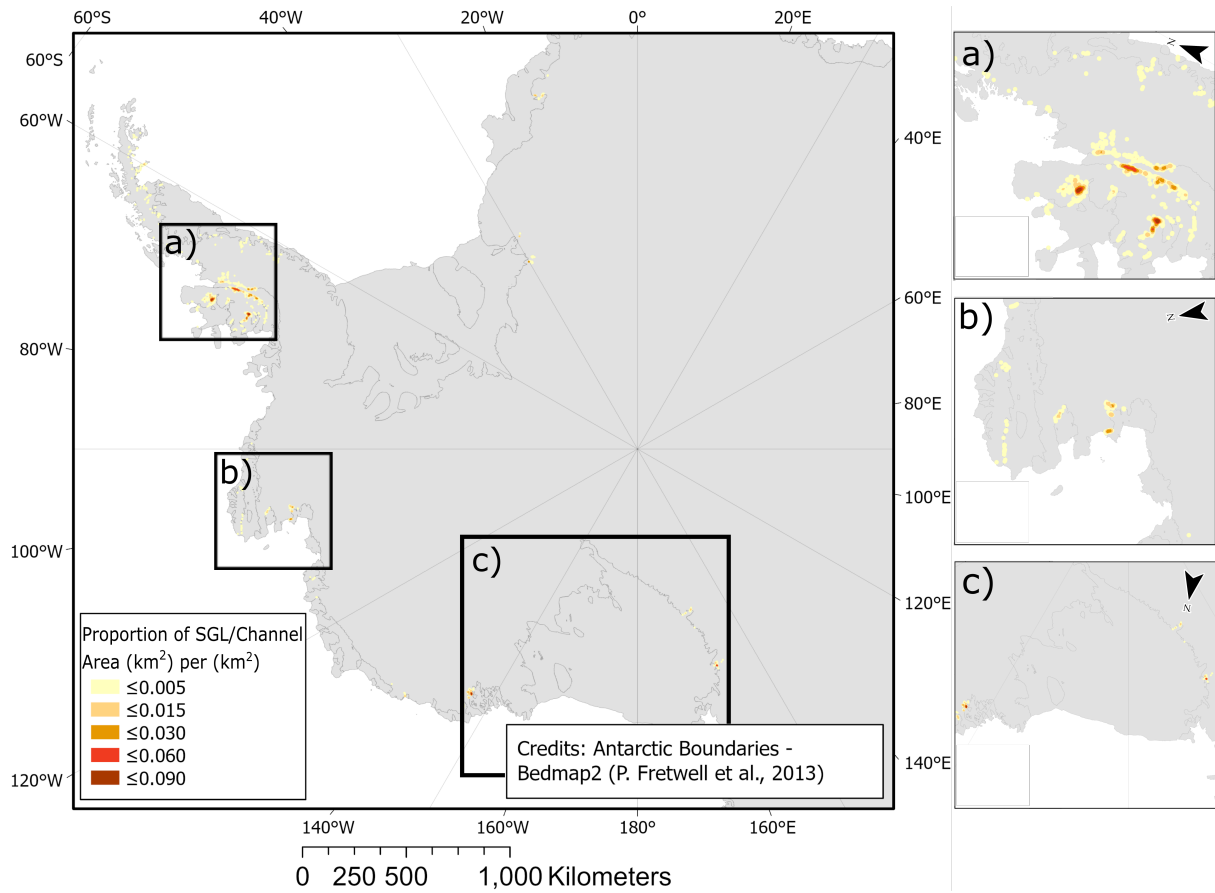 60°S
40°W
20°W
0°
20°E
60°S
60°W
80°W
100°W
120°W
40°E
60°E
80°E
100°E
120°E
140°E
140°W
160°W
180°
160°E
a)
b)
c)
Proportion of SGL/Channel
Area (km²) per (km²)
≤0.005
≤0.015
≤0.030
≤0.060
≤0.090
Credits: Antarctic Boundaries -
Bedmap2 (P. Fretwell et al., 2013)
0 250 500 1,000 Kilometers
a)
N
b)
N
c)
N